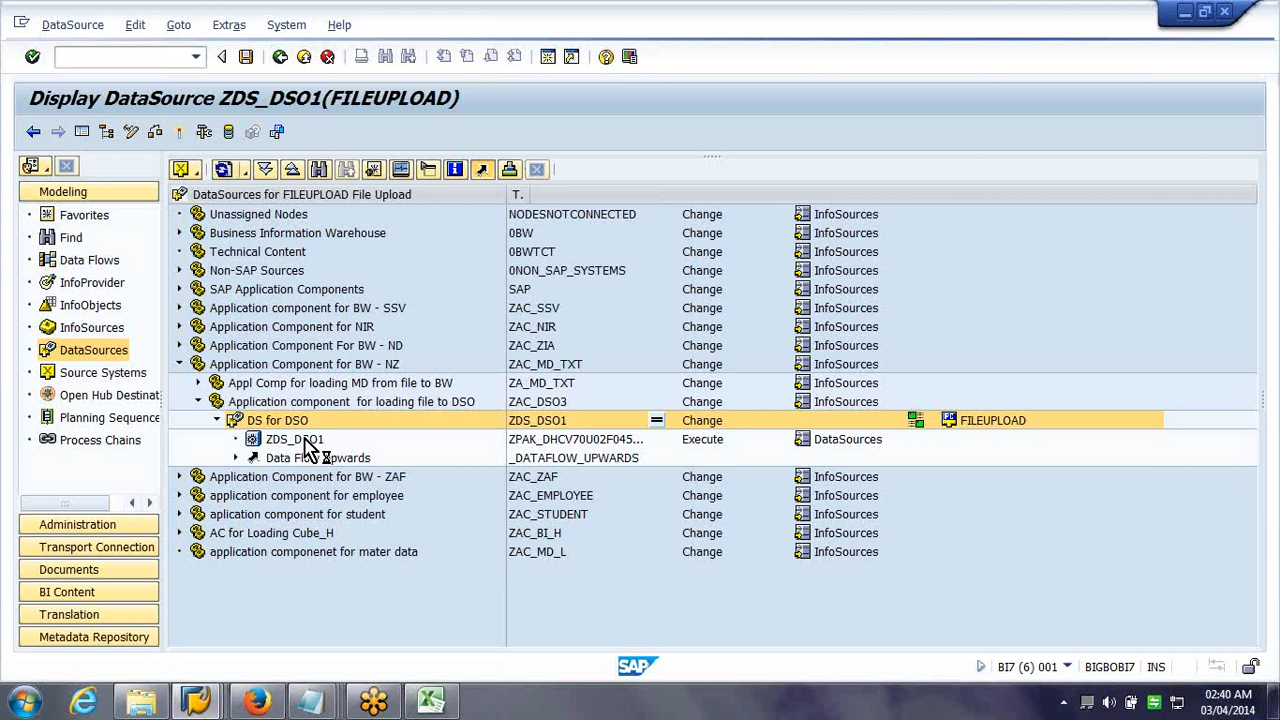 DataSource Edit Goto Extras System Help
Display DataSource ZDS_DSO1(FILEUPLOAD)
Modeling
Favorites
Find
Data Flows
InfoProvider
InfoObjects
InfoSources
DataSources
Source Systems
Open Hub Destinat
Planning Sequence
Process Chains
Administration
Transport Connection
Documents
BI Content
Translation
Metadata Repository
DataSources for FILEUPLOAD File Upload T.
Unassigned Nodes NODESNOTCONNECTED Change InfoSources
Business Information Warehouse 0BW Change InfoSources
Technical Content 0BWTCT Change InfoSources
Non-SAP Sources 0NON_SAP_SYSTEMS Change InfoSources
SAP Application Components SAP Change InfoSources
Application component for BW - SSV ZAC_SSV Change InfoSources
Application Component for NIR ZAC_NIR Change InfoSources
Application Component For BW - ND ZAC_ZIA Change InfoSources
Application Component for BW - NZ ZAC_MD_TXT Change InfoSources
Appl Comp for loading MD from file to BW ZA_MD_TXT Change InfoSources
Application component for loading file to DSO ZAC_DSO3 Change InfoSources
DS for DSO ZDS_DSO1 Change FILEUPLOAD
ZDS_DSO1 ZPAK_DHCV70U02F045... Execute DataSources
Data Flow Upwards _DATAFLOW_UPWARDS
Application Component for BW - ZAF ZAC_ZAF Change InfoSources
application component for employee ZAC_EMPLOYEE Change InfoSources
aplication component for student ZAC_STUDENT Change InfoSources
AC for Loading Cube_H ZAC_BI_H Change InfoSources
application componenet for mater data ZAC_MD_L Change InfoSources
SAP
BI7 (6) 001 BIGBOBI7 INS
02:40 AM
03/04/2014